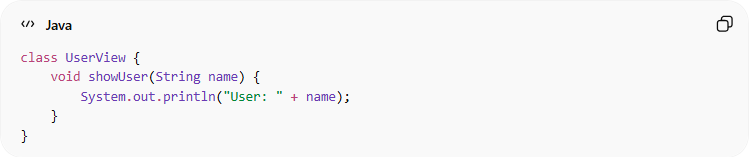 Java
class UserView {
    void showUser(String name) {
        System.out.println("User: " + name);
    }
}